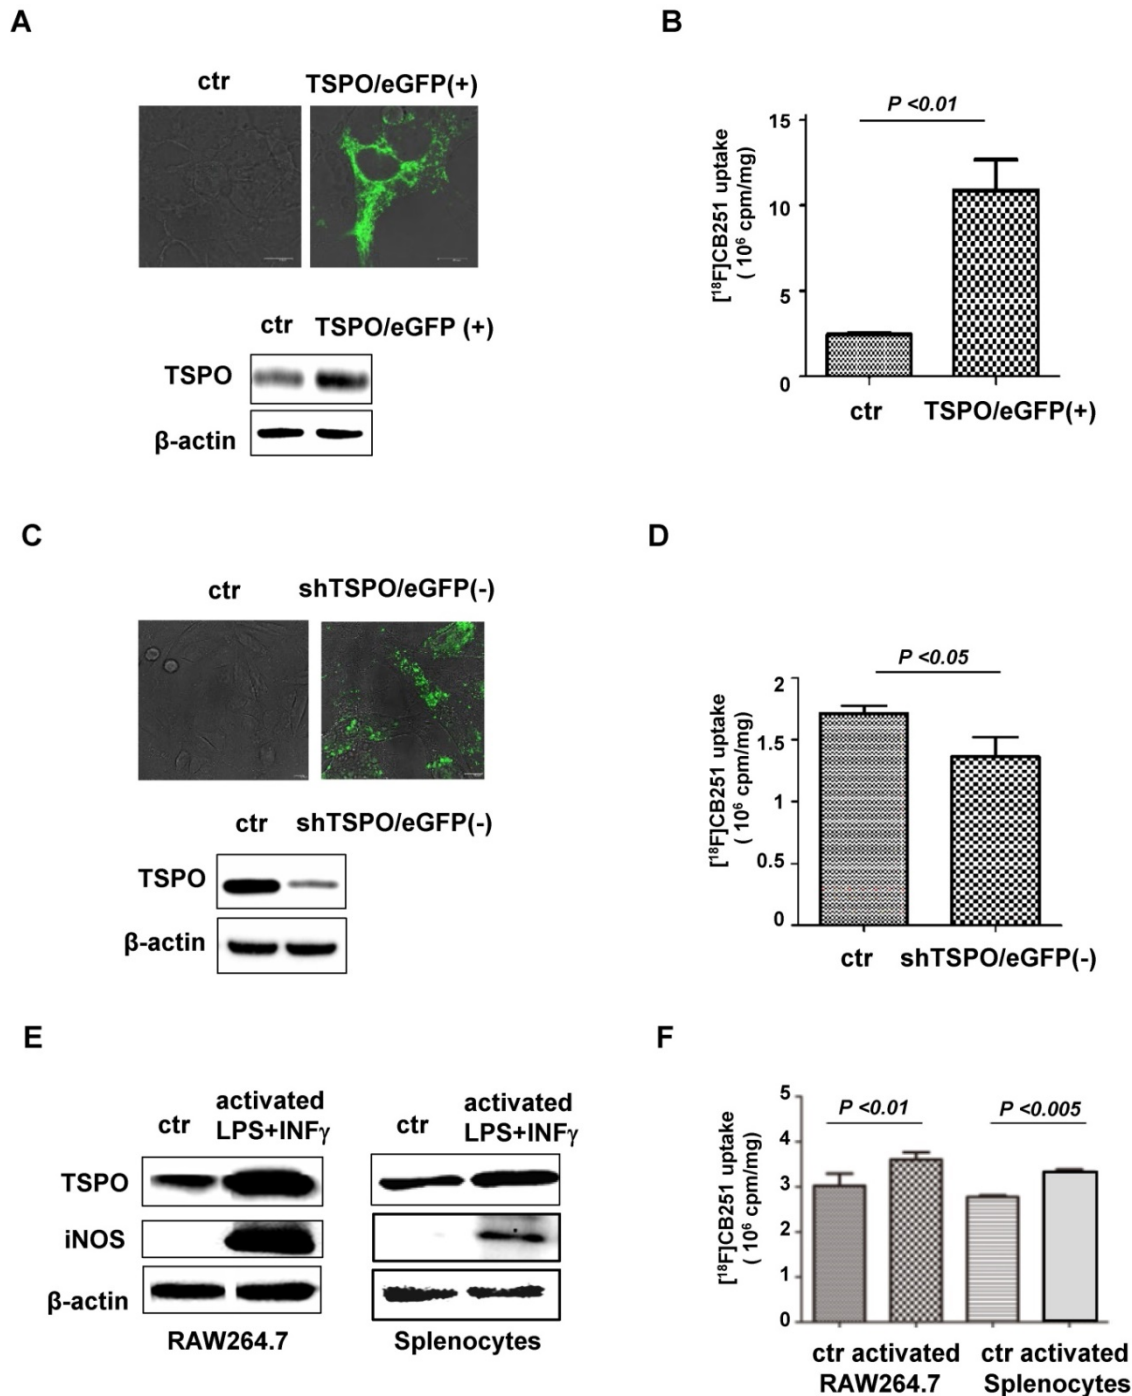 A
ctr TSPO/eGFP(+)
ctr TSPO/eGFP (+)
TSPO
β-actin
B
P <0.01
[¹⁸F]CB251 uptake
( 10⁶ cpm/mg)
15
10
5
0
ctr TSPO/eGFP(+)
C
ctr shTSPO/eGFP(-)
ctr shTSPO/eGFP(-)
TSPO
β-actin
D
P <0.05
[¹⁸F]CB251 uptake
( 10⁶ cpm/mg)
2
1.5
1
0.5
0
ctr shTSPO/eGFP(-)
E
ctr activated
LPS+INFγ
ctr activated
LPS+INFγ
TSPO
iNOS
β-actin
RAW264.7 Splenocytes
F
P <0.01 P <0.005
[¹⁸F]CB251 uptake
( 10⁶ cpm/mg)
5
4
3
2
1
0
ctr activated ctr activated
RAW264.7 Splenocytes